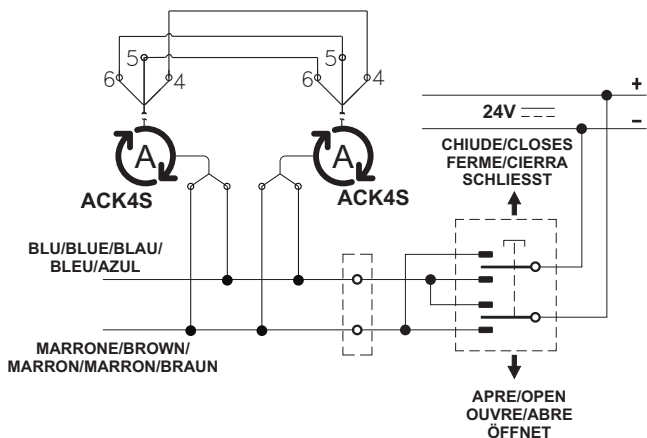 6 5 4
6 5 4
+
24V
−
A
A
ACK4S
ACK4S
CHIUDE/CLOSES
FERME/CIERRA
SCHLIESST
BLU/BLUE/BLAU/
BLEU/AZUL
MARRONE/BROWN/
MARRON/MARRON/BRAUN
APRE/OPEN
OUVRE/ABRE
ÖFFNET